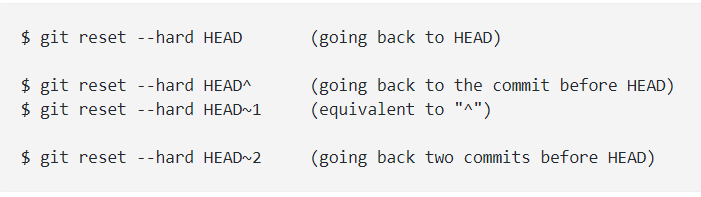 $ git reset --hard HEAD (going back to HEAD)
$ git reset --hard HEAD^ (going back to the commit before HEAD)
$ git reset --hard HEAD~1 (equivalent to "^")
$ git reset --hard HEAD~2 (going back two commits before HEAD)